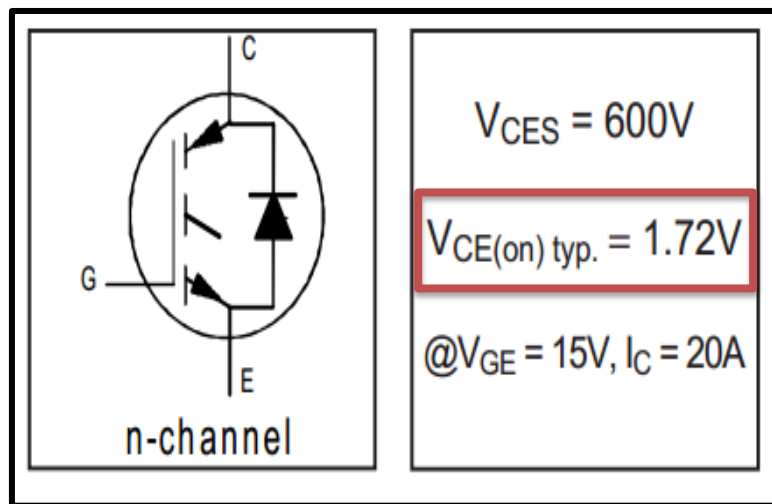 C
G
E
n-channel
VCES = 600V
VCE(on) typ. = 1.72V
@VGE = 15V, IC = 20A